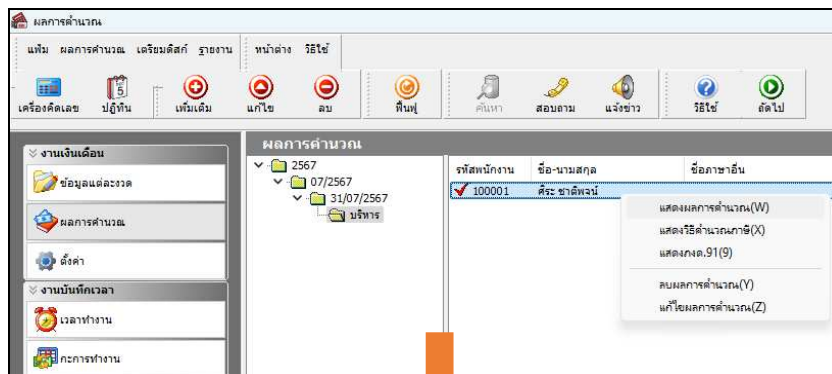 ผลการคำนวณ
แฟ้ม ผลการคำนวณ เตรียมดิสก์ รายงาน หน้าต่าง วิธีใช้
เครื่องคิดเลข ปฏิทิน เพิ่มเติม แก้ไข ลบ ฟื้นฟู ค้นหา สอบถาม แจ้งข่าว วิธีใช้ ถัดไป
งานเงินเดือน
ข้อมูลแต่ละงวด
ผลการคำนวณ
ตั้งค่า
งานบันทึกเวลา
เวลาทำงาน
กะการทำงาน
ผลการคำนวณ
2567
07/2567
31/07/2567
บริหาร
รหัสพนักงาน ชื่อ-นามสกุล ชื่อภาษาอื่น
100001 ศิระ ชาติพจน์
แสดงผลการคำนวณ(W)
แสดงวิธีคำนวณภาษี(X)
แสดงภงด.91(9)
ลบผลการคำนวณ(Y)
แก้ไขผลการคำนวณ(Z)